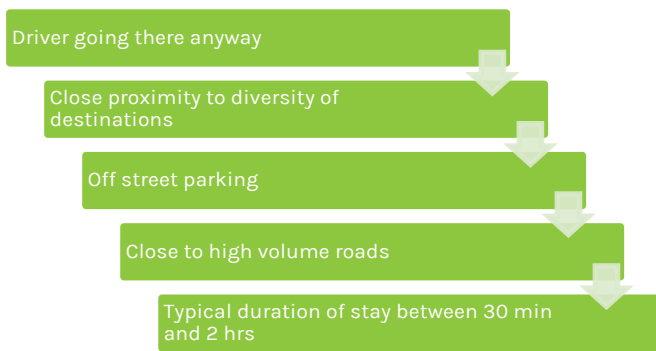 Driver going there anyway
Close proximity to diversity of
destinations
Off street parking
Close to high volume roads
Typical duration of stay between 30 min
and 2 hrs